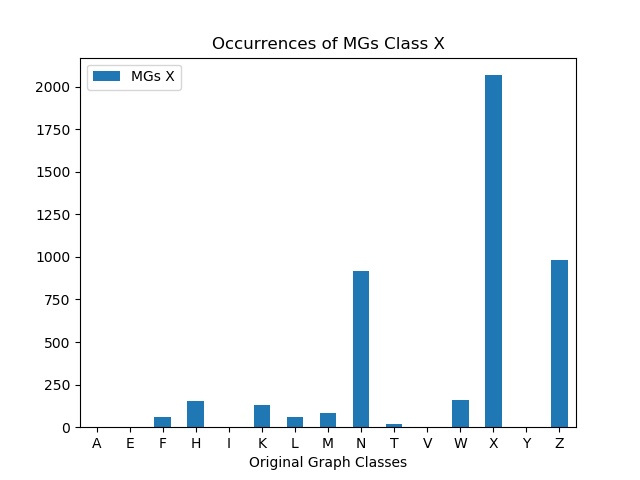 Occurrences of MGs Class X
MGs X
2000
1750
1500
1250
1000
750
500
250
0
A E F H I K L M N T V W X Y Z
Original Graph Classes